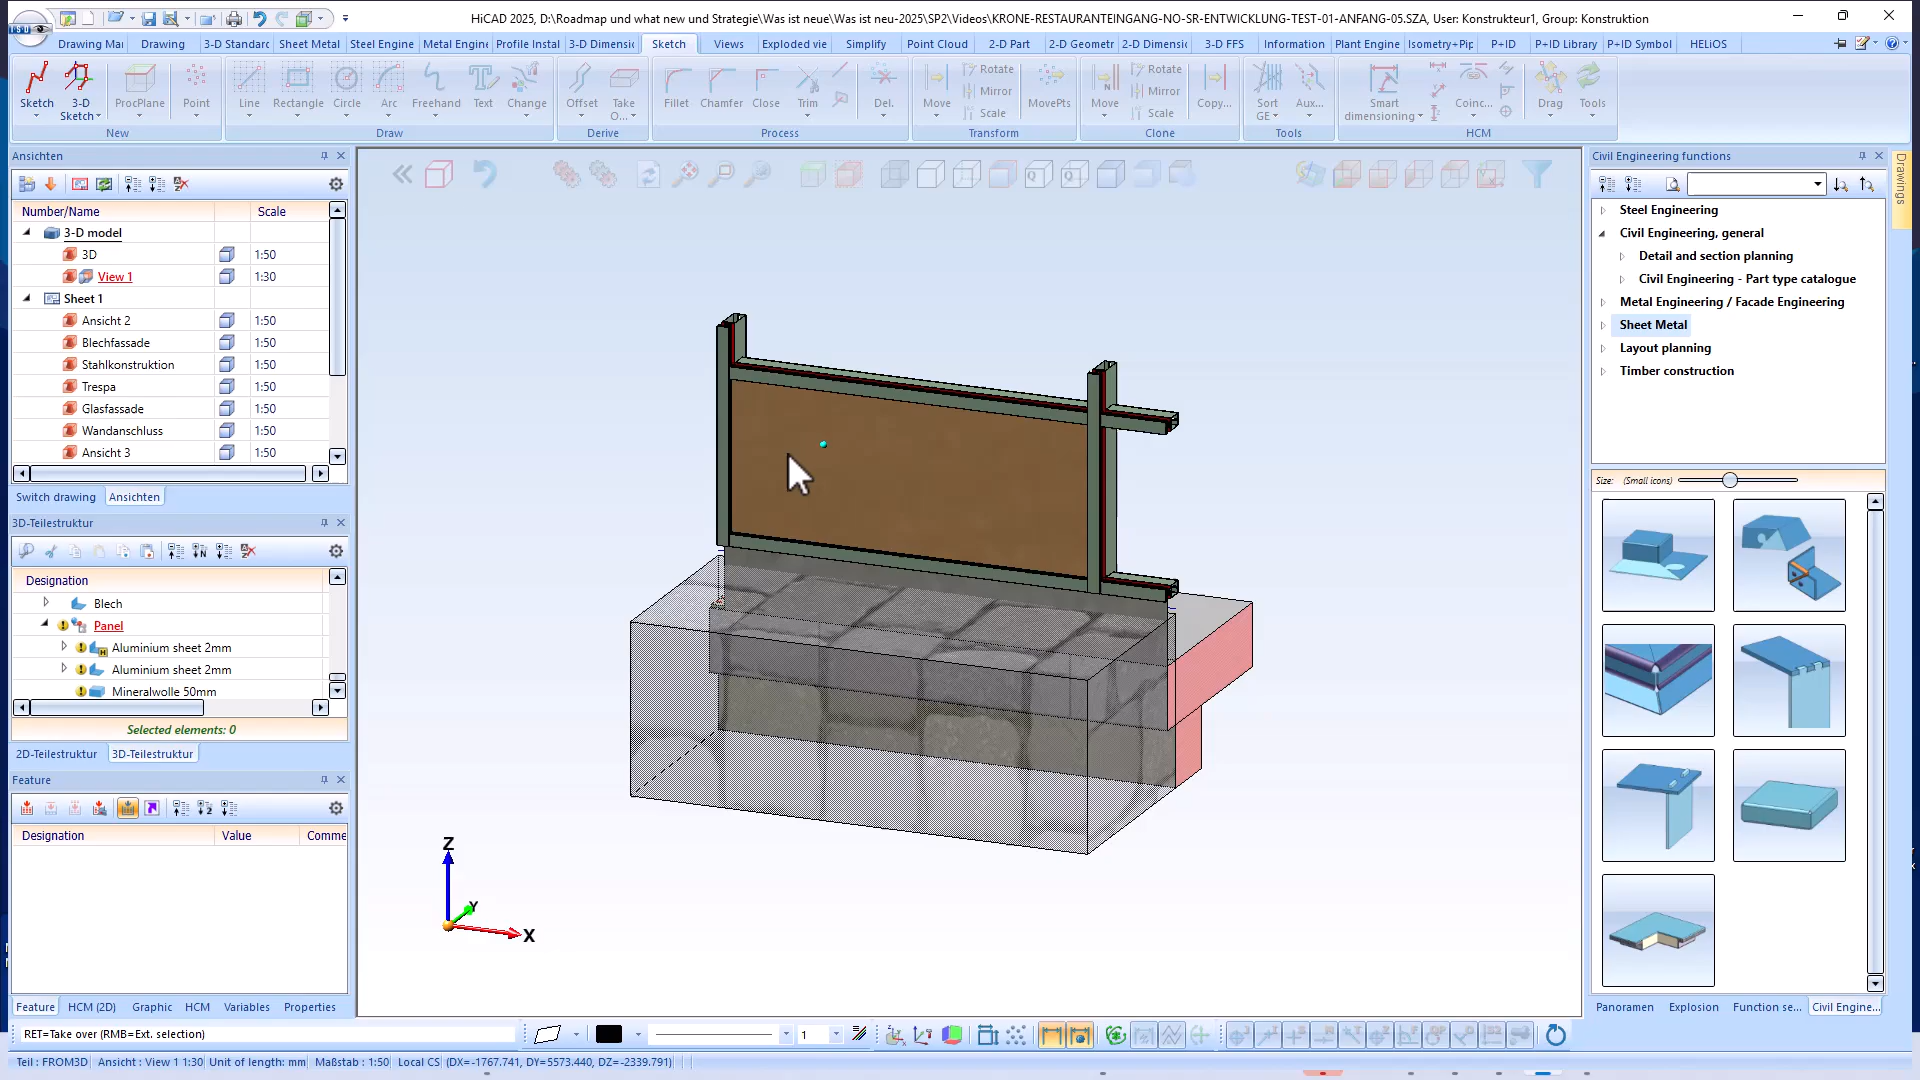 HiCAD 2025, D:\Roadmap und what new und Strategie\Was ist neue\Was ist neu-2025\SP2\Videos\KRONE-RESTAURANTEINGANG-NO-SR-ENTWICKLUNG-TEST-01-ANFANG-05.SZA, User: Konstrukteur1, Group: Konstruktion
Drawing Mai Drawing 3-D Standarc Sheet Metal Steel Engine Metal Engine Profile Instal 3-D Dimensic Sketch Views Exploded vie Simplify Point Cloud 2-D Part 2-D Geometr 2-D Dimensic 3-D FFS Information Plant Engine Isometry+Pip P+ID P+ID Library P+ID Symbol HELiOS
Sketch 3-D Sketch ProcPlane Point Line Rectangle Circle Arc Freehand Text Change Offset Take O... Fillet Chamfer Close Trim Del. Move Rotate Mirror Scale MovePts Move Rotate Mirror Scale Copy... Sort GE Aux... Smart dimensioning Coinc... Drag Tools
New Draw Derive Process Transform Clone Tools HCM
Ansichten
Number/Name Scale
3-D model
3D 1:50
View 1 1:30
Sheet 1
Ansicht 2 1:50
Blechfassade 1:50
Stahlkonstruktion 1:50
Trespa 1:50
Glasfassade 1:50
Wandanschluss 1:50
Ansicht 3 1:50
Switch drawing Ansichten
3D-Teilestruktur
Designation
Blech
Panel
Aluminium sheet 2mm
Aluminium sheet 2mm
Mineralwolle 50mm
Selected elements: 0
2D-Teilestruktur 3D-Teilestruktur
Feature
Designation Value Comme
Feature HCM (2D) Graphic HCM Variables Properties
Z
Y
X
Civil Engineering functions
Drawings
Steel Engineering
Civil Engineering, general
Detail and section planning
Civil Engineering - Part type catalogue
Metal Engineering / Facade Engineering
Sheet Metal
Layout planning
Timber construction
Size: (Small icons)
Panoramen Function se... Explosion Civil Engine...
RET=Take over (RMB=Ext. selection) 1
Teil : FROM3D Ansicht : View 1 1:30 Unit of length: mm Maßstab : 1:50 Local CS (DX=-1767.741, DY=5573.440, DZ=-2339.791)